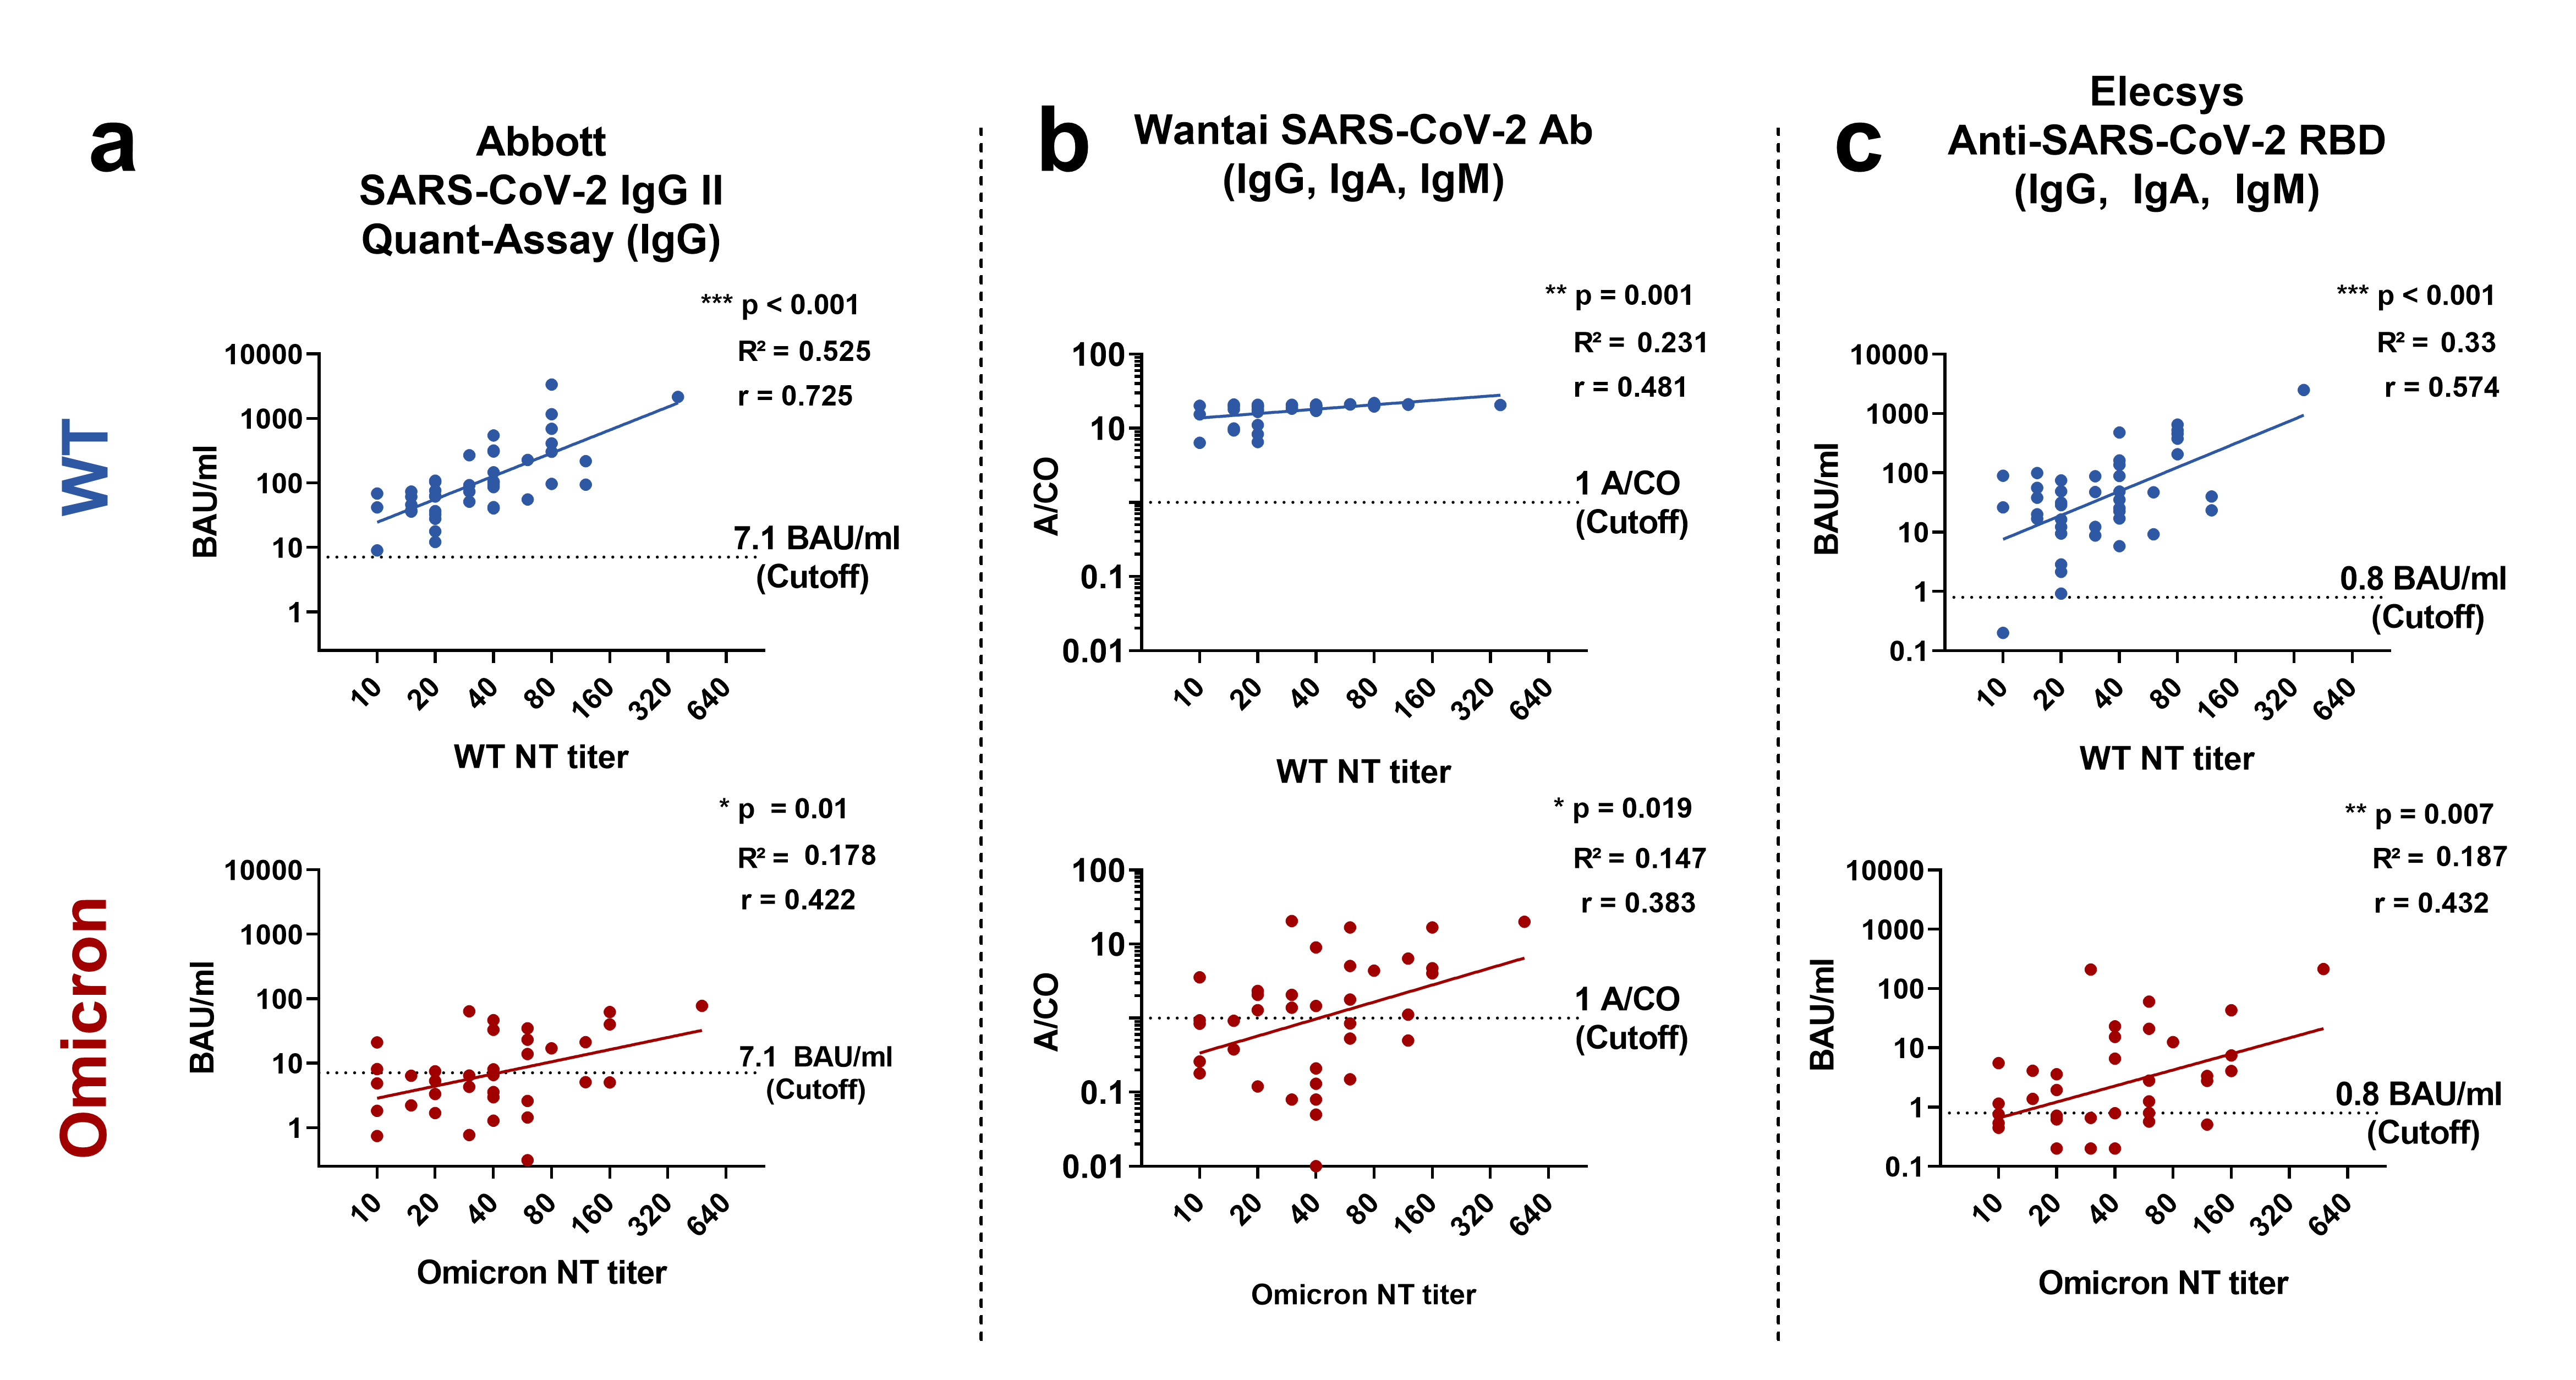 a
Abbott
SARS-CoV-2 IgG II
Quant-Assay (IgG)
WT
*** p < 0.001
R² = 0.525
r = 0.725
10000
1000
100
10
1
BAU/ml
7.1 BAU/ml
(Cutoff)
10 20 40 80 160 320 640
WT NT titer
Omicron
* p = 0.01
R² = 0.178
r = 0.422
10000
1000
100
10
1
BAU/ml
7.1 BAU/ml
(Cutoff)
10 20 40 80 160 320 640
Omicron NT titer
b
Wantai SARS-CoV-2 Ab
(IgG, IgA, IgM)
** p = 0.001
R² = 0.231
r = 0.481
100
10
0.1
0.01
A/CO
1 A/CO
(Cutoff)
10 20 40 80 160 320 640
WT NT titer
* p = 0.019
R² = 0.147
r = 0.383
100
10
0.1
0.01
A/CO
1 A/CO
(Cutoff)
10 20 40 80 160 320 640
Omicron NT titer
c
Elecsys
Anti-SARS-CoV-2 RBD
(IgG, IgA, IgM)
*** p < 0.001
R² = 0.33
r = 0.574
10000
1000
100
10
1
0.1
BAU/ml
0.8 BAU/ml
(Cutoff)
10 20 40 80 160 320 640
WT NT titer
** p = 0.007
R² = 0.187
r = 0.432
10000
1000
100
10
1
0.1
BAU/ml
0.8 BAU/ml
(Cutoff)
10 20 40 80 160 320 640
Omicron NT titer